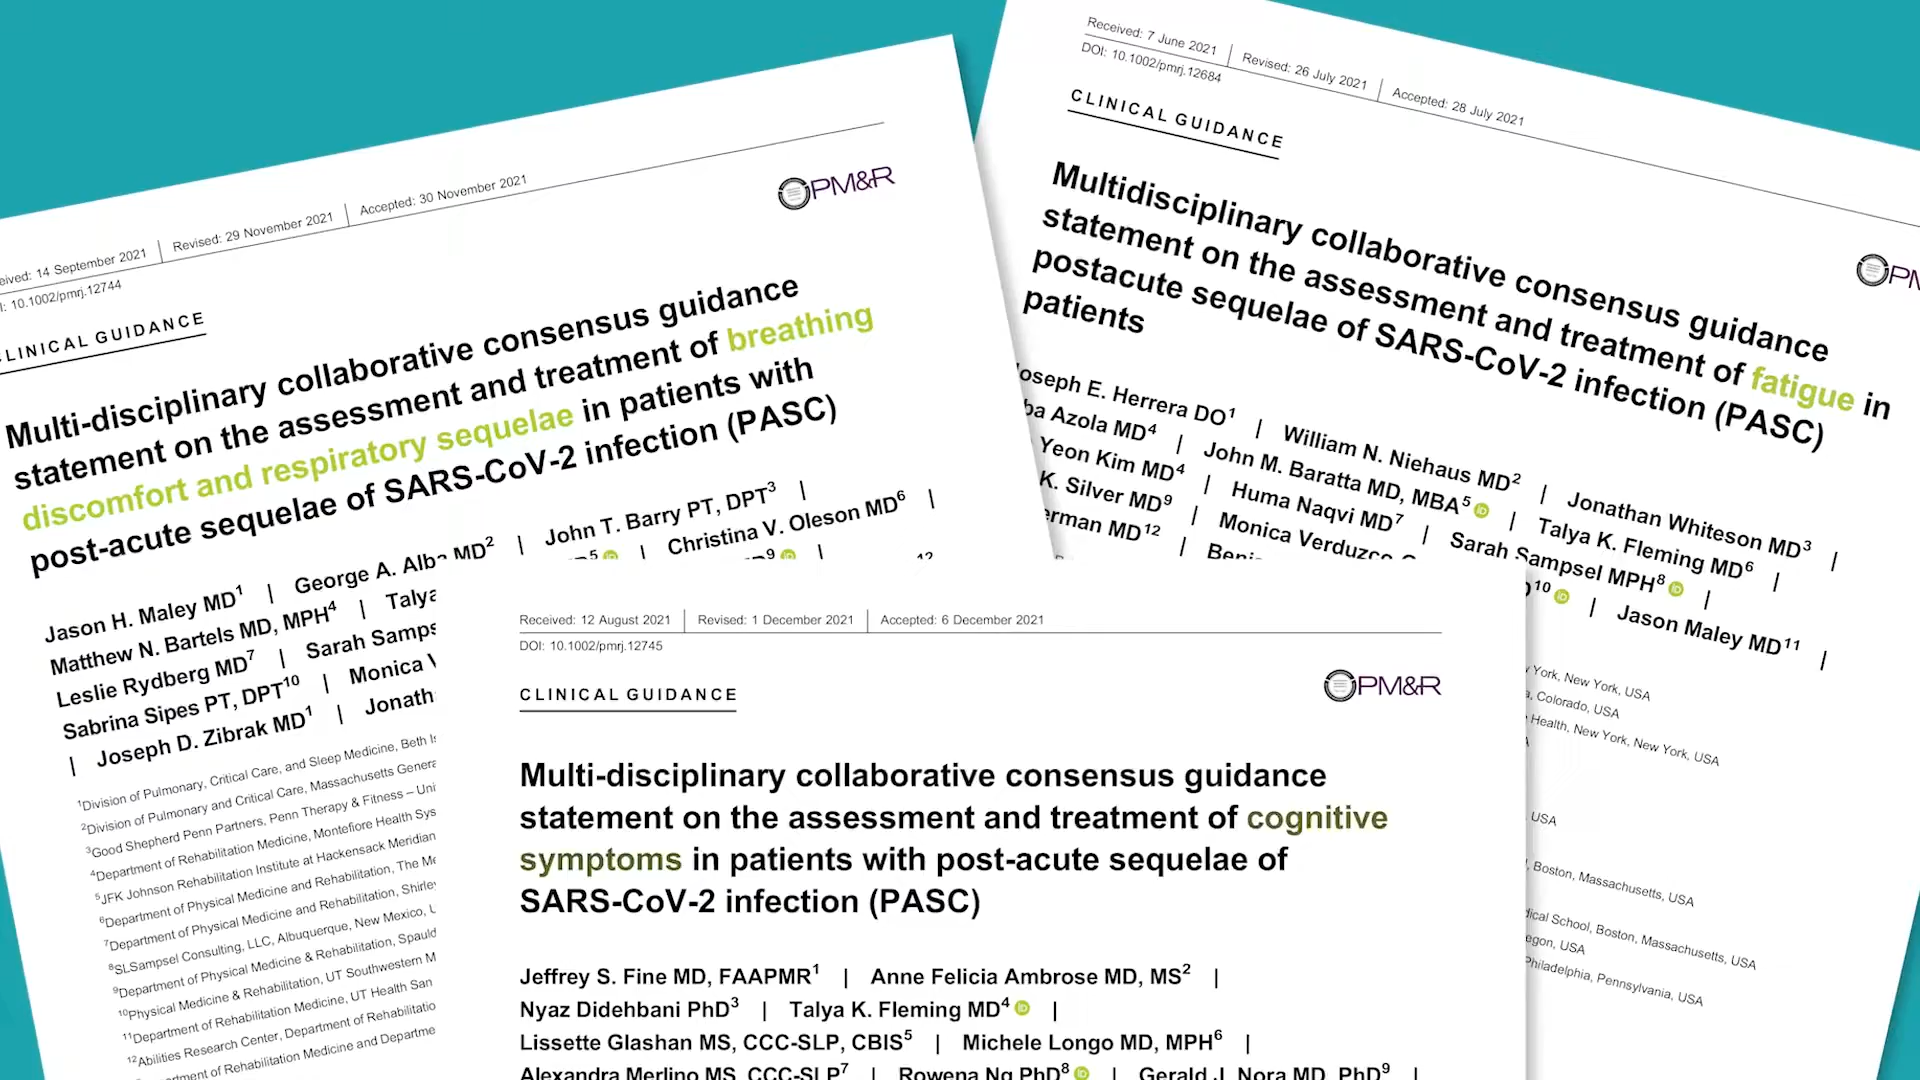 14 September 2021 | Revised: 29 November 2021 | Accepted: 30 November 2021
10.1002/pmrj.12744
CLINICAL GUIDANCE
PM&R
Multi-disciplinary collaborative consensus guidance
statement on the assessment and treatment of breathing
discomfort and respiratory sequelae in patients with
post-acute sequelae of SARS-CoV-2 infection (PASC)
Jason H. Maley MD1 | George A. Alba MD2 | John T. Barry PT, DPT3 |
Matthew N. Bartels MD, MPH4 | Talya | Christina V. Oleson MD6 |
Leslie Rydberg MD7 | Sarah
Sabrina Sipes PT, DPT10 | Monica
| Joseph D. Zibrak MD1 |
1Division of Pulmonary, Critical Care, and Sleep Medicine, Beth
2Division of Pulmonary and Critical Care, Massachusetts
3Good Shepherd Penn Partners, Penn Therapy & Fitness –
4Department of Rehabilitation Medicine, Montefiore Health
5JFK Johnson Rehabilitation Institute at Hackensack Meridian
6Department of Physical Medicine and Rehabilitation, The
7Department of Physical Medicine and Rehabilitation,
8SLSampsel Consulting, LLC, Albuquerque, New Mexico,
9Department of Physical Medicine & Rehabilitation,
10Physical Medicine & Rehabilitation, UT Southwestern
11Department of Rehabilitation Medicine, UT Health San
12Abilities Research Center, Department of
of Rehabilitation Medicine and
Received: 7 June 2021 | Revised: 26 July 2021 | Accepted: 28 July 2021
DOI: 10.1002/pmrj.12684
CLINICAL GUIDANCE
Multidisciplinary collaborative consensus guidance
statement on the assessment and treatment of fatigue in
postacute sequelae of SARS-CoV-2 infection (PASC)
patients
Joseph E. Herrera DO1 | William N. Niehaus MD2 | Jonathan Whiteson MD3 |
Azola MD4 | John M. Baratta MD, MBA5 | Talya K. Fleming MD6 |
Yeon Kim MD4 | Huma Naqvi MD7 | Sarah Sampsel MPH8 |
K. Silver MD9 | Monica | Jason Maley MD11 |
MD12 |
York, New York, USA
Colorado, USA
Health, New York, New York, USA
USA
Boston, Massachusetts, USA
School, Boston, Massachusetts, USA
USA
Philadelphia, Pennsylvania, USA
Received: 12 August 2021 | Revised: 1 December 2021 | Accepted: 6 December 2021
DOI: 10.1002/pmrj.12745
CLINICAL GUIDANCE
PM&R
Multi-disciplinary collaborative consensus guidance
statement on the assessment and treatment of cognitive
symptoms in patients with post-acute sequelae of
SARS-CoV-2 infection (PASC)
Jeffrey S. Fine MD, FAAPMR1 | Anne Felicia Ambrose MD, MS2 |
Nyaz Didehbani PhD3 | Talya K. Fleming MD4 |
Lissette Glashan MS, CCC-SLP, CBIS5 | Michele Longo MD, MPH6 |
Alexandra Merlino MS, CCC-SLP7 | Rowena Ng PhD8 | Gerald J. Nora MD, PhD9 |